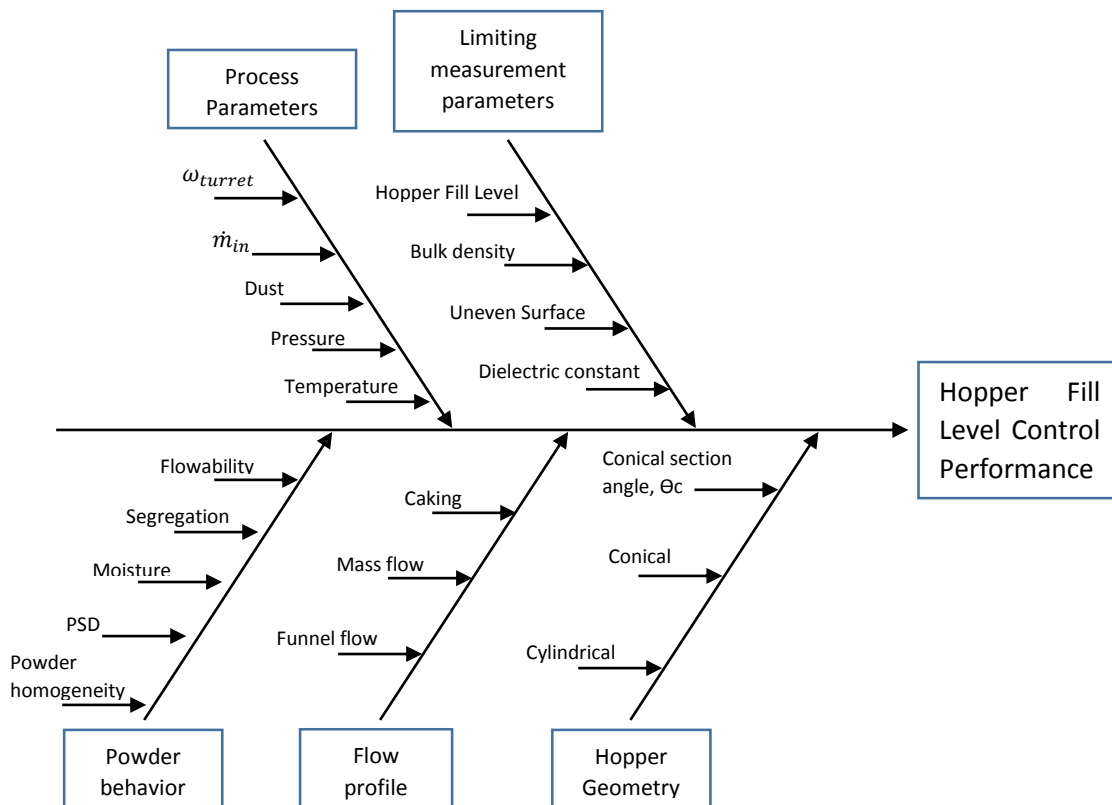 Process
Parameters
Limiting
measurement
parameters
ω_turret
ṁ_in
Dust
Pressure
Temperature
Hopper Fill Level
Bulk density
Uneven Surface
Dielectric constant
Hopper Fill
Level Control
Performance
Flowability
Segregation
Moisture
PSD
Powder
homogeneity
Caking
Mass flow
Funnel flow
Conical section
angle, Θc
Conical
Cylindrical
Powder
behavior
Flow
profile
Hopper
Geometry